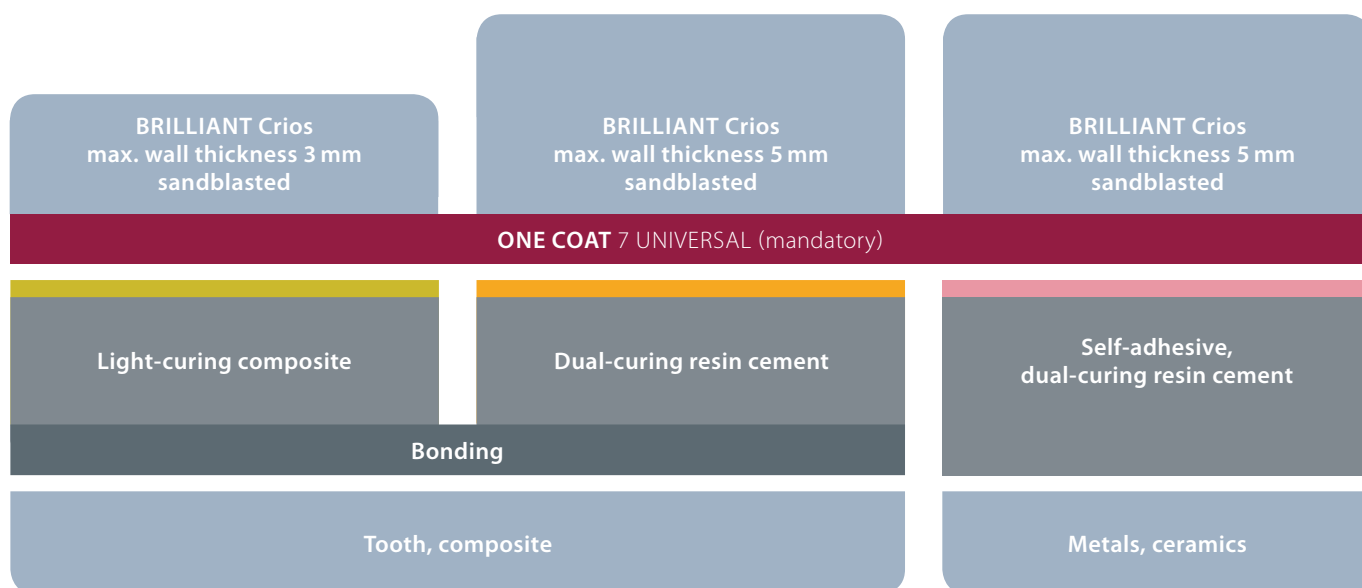 BRILLIANT Crios
max. wall thickness 3 mm
sandblasted
BRILLIANT Crios
max. wall thickness 5 mm
sandblasted
BRILLIANT Crios
max. wall thickness 5 mm
sandblasted
ONE COAT 7 UNIVERSAL (mandatory)
Light-curing composite
Dual-curing resin cement
Self-adhesive,
dual-curing resin cement
Bonding
Tooth, composite
Metals, ceramics